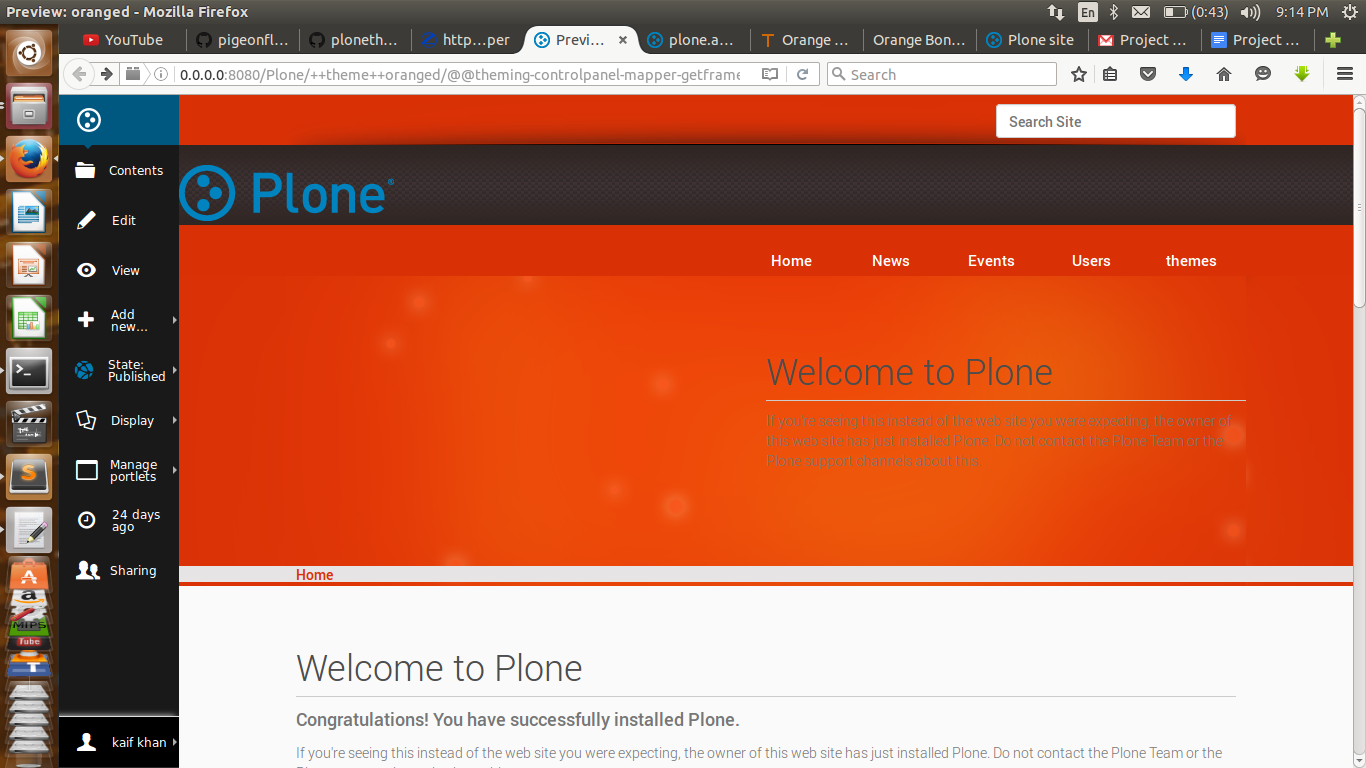 Preview: oranged - Mozilla Firefox
En
(0:43)
9:14 PM
YouTube
pigeonfl...
ploneth...
http...per
Previ...
plone.a...
Orange ...
Orange Bon...
Plone site
Project ...
Project ...
0.0.0.0:8080/Plone/++theme++oranged/@@theming-controlpanel-mapper-getframe
Search
Search Site
Contents
Edit
View
Add
new...
State:
Published
Display
Manage
portlets
24 days
ago
Sharing
kaif khan
Plone®
Home
News
Events
Users
themes
Welcome to Plone
If you're seeing this instead of the web site you were expecting, the owner of
this web site has just installed Plone. Do not contact the Plone Team or the
Plone support channels about this.
Home
Welcome to Plone
Congratulations! You have successfully installed Plone.
If you're seeing this instead of the web site you were expecting, the owner of this web site has just installed Plone. Do not contact the Plone Team or the
MIPS
Tube